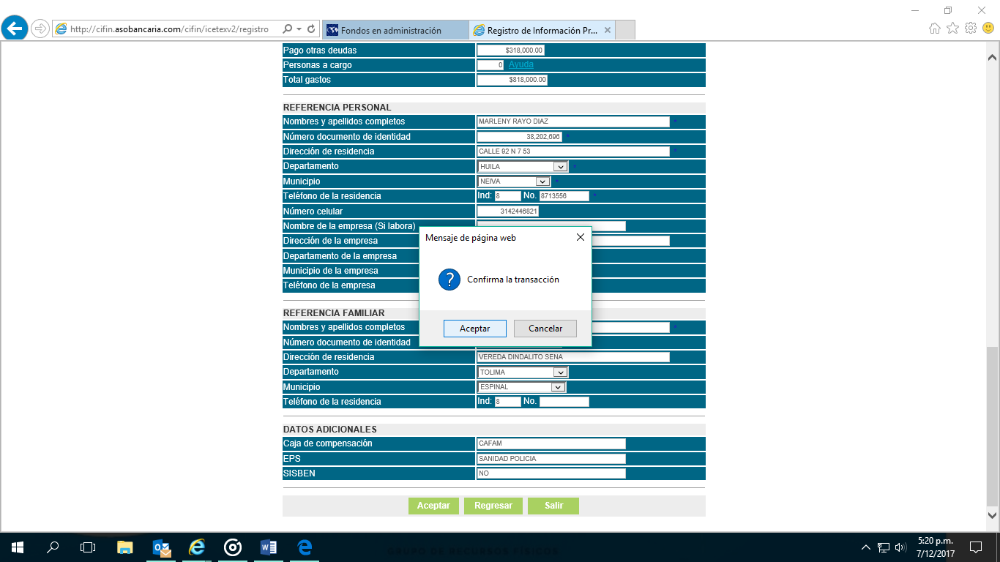 http://cifin.asobancaria.com/cifin/icetexv2/registro
Fondos en administración
Registro de Información Pr...
Pago otras deudas $318,000.00
Personas a cargo 0 Ayuda
Total gastos $818,000.00
REFERENCIA PERSONAL
Nombres y apellidos completos MARLENY RAYO DIAZ *
Número documento de identidad 38,202,696 *
Dirección de residencia CALLE 92 N 7 53 *
Departamento HUILA *
Municipio NEIVA *
Teléfono de la residencia Ind: 8 No. 8713556 *
Número celular 3142446821
Nombre de la empresa (Si labora)
Dirección de la empresa
Departamento de la empresa
Municipio de la empresa
Teléfono de la empresa
Mensaje de página web
Confirma la transacción
Aceptar Cancelar
REFERENCIA FAMILIAR
Nombres y apellidos completos *
Número documento de identidad
Dirección de residencia VEREDA DINDALITO SENA
Departamento TOLIMA
Municipio ESPINAL
Teléfono de la residencia Ind: 8 No.
DATOS ADICIONALES
Caja de compensación CAFAM
EPS SANIDAD POLICIA
SISBEN NO
Aceptar Regresar Salir
5:20 p.m.
7/12/2017